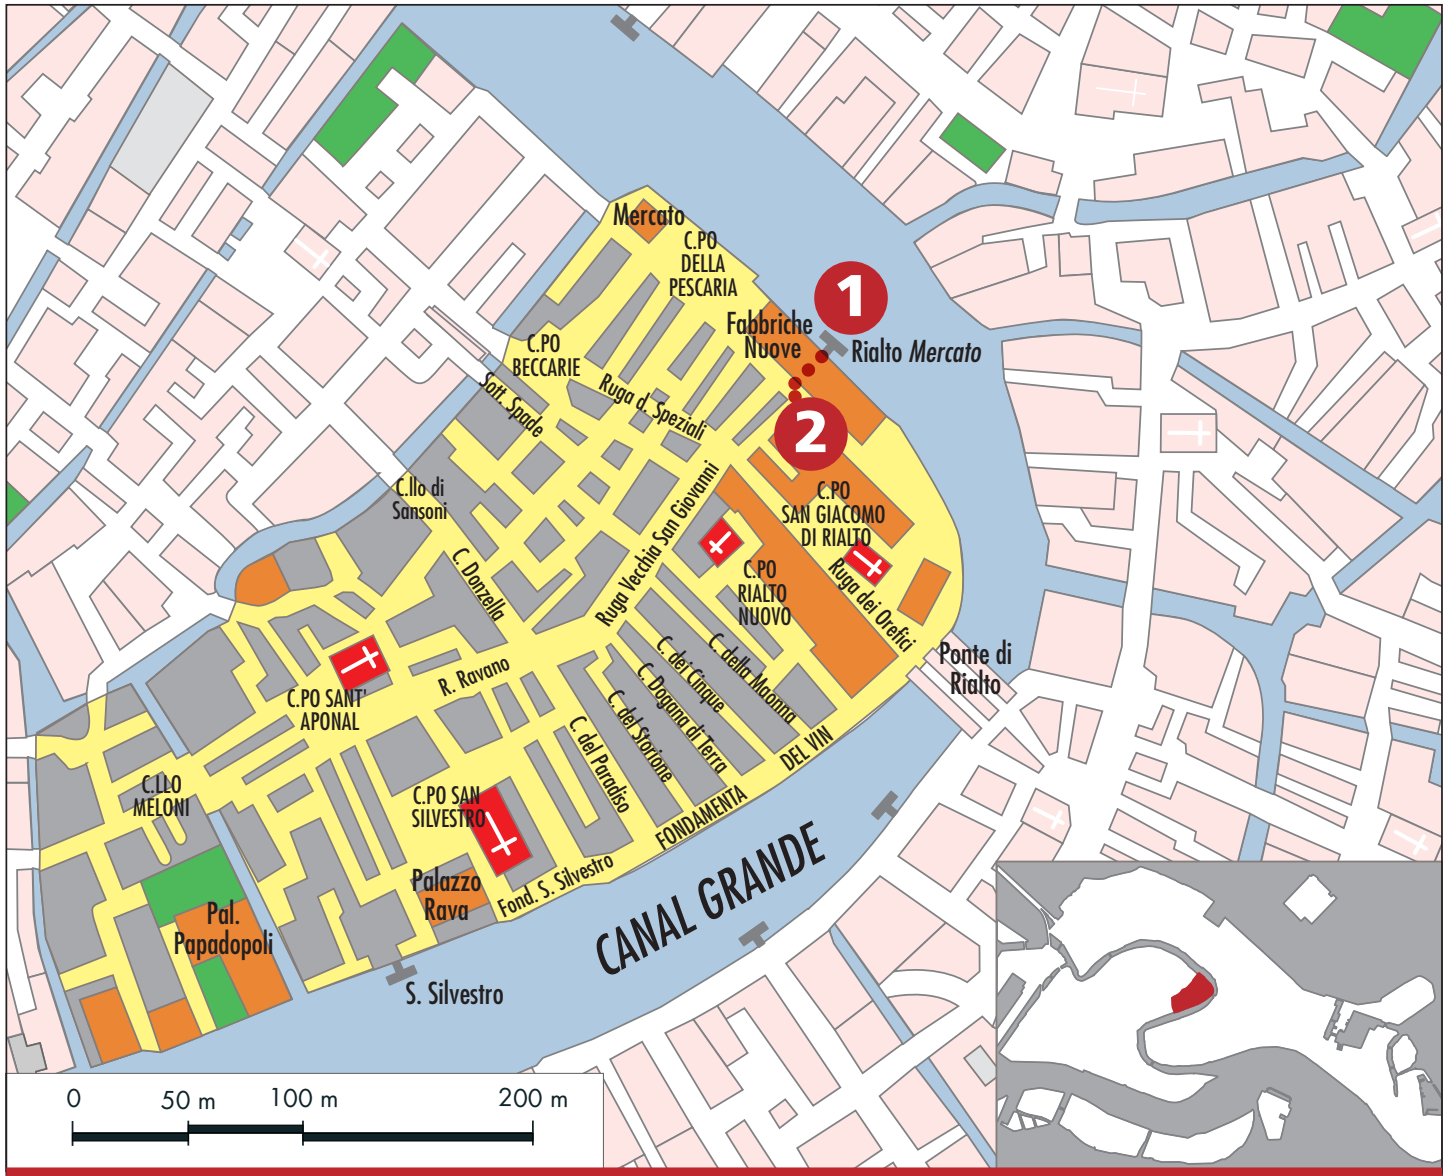 Mercato
C.PO
DELLA
PESCARIA
1
Fabbriche
Nuove
Rialto Mercato
C.PO
BECCARIE
Sott. Spade
Ruga d. Speziali
2
C.llo di
Sansoni
Ruga Vecchia San Giovanni
C.PO
SAN GIACOMO
DI RIALTO
C. Donzella
C.PO
RIALTO
NUOVO
Ruga dei Orefici
Ponte di
Rialto
R. Ravano
C.PO SANT'
APONAL
C. della Maonna
C. dei Cinque
C. Dogana di Terra
C. del Storione
C. del Paradiso
DEL VIN
FONDAMENTA
C.LLO
MELONI
C.PO SAN
SILVESTRO
Fond. S. Silvestro
Palazzo
Rava
CANAL GRANDE
Pal.
Papadopoli
S. Silvestro
0
50 m
100 m
200 m